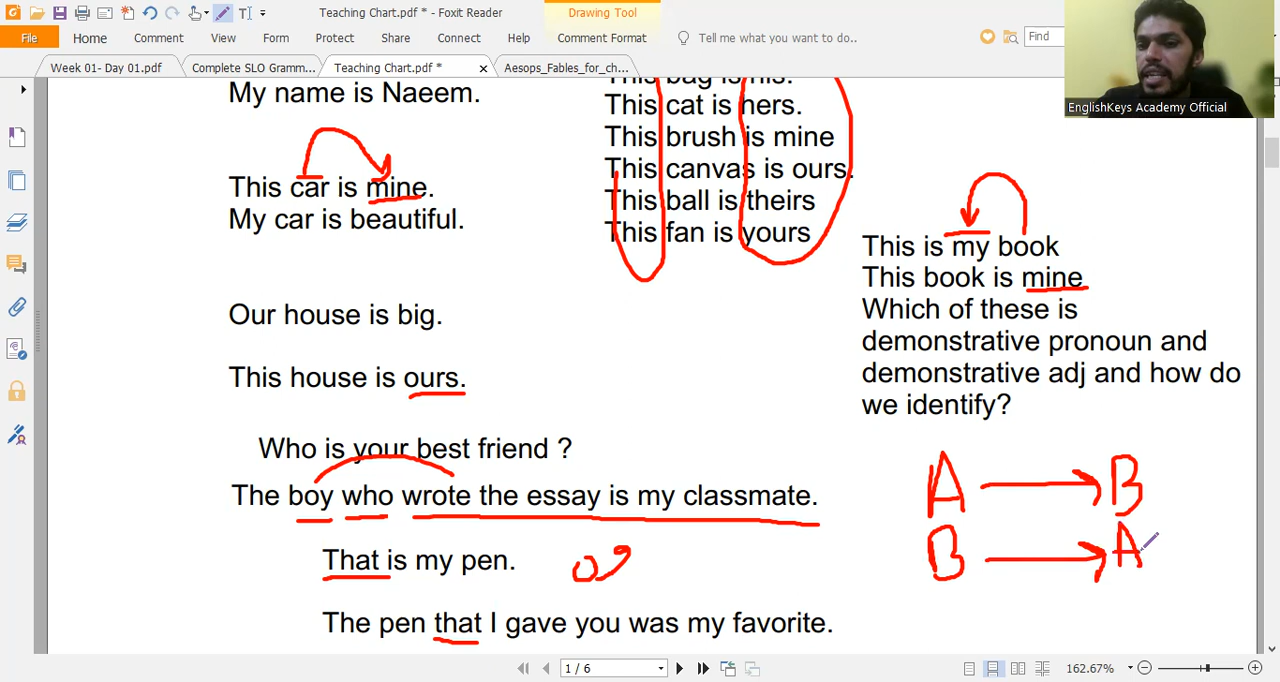 Teaching Chart.pdf * - Foxit Reader
Drawing Tool
File
Home
Comment
View
Form
Protect
Share
Connect
Help
Comment Format
Tell me what you want to do..
Find
Week 01- Day 01.pdf
Complete SLO Gramm...
Teaching Chart.pdf *
Aesops_Fables_for_ch...
EnglishKeys Academy Official
My name is Naeem.
This car is mine.
My car is beautiful.
Our house is big.
This house is ours.
Who is your best friend ?
The boy who wrote the essay is my classmate.
That is my pen.
The pen that I gave you was my favorite.
This bag is his.
This cat is hers.
This brush is mine
This canvas is ours.
This ball is theirs
This fan is yours
This is my book
This book is mine
Which of these is
demonstrative pronoun and
demonstrative adj and how do
we identify?
A → B
B → A
1 / 6
162.67%